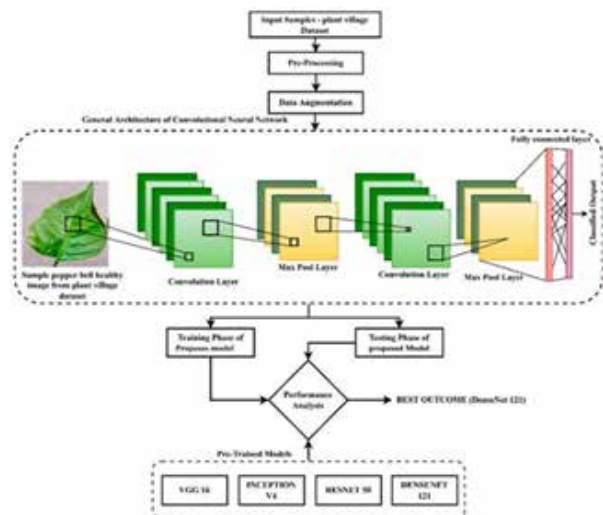 Input Samples - plant village
Dataset
Pre-Processing
Data Augmentation
General Architecture of Convolutional Neural Network
Fully connected layer
Sample pepper bell healthy
image from plant village
dataset
Convolution Layer
Max Pool Layer
Convolution Layer
Max Pool Layer
Classified Output
Training Phase of
Proposes model
Testing Phase of
proposed Model
Performance
Analysis
BEST OUTCOME (DenseNet 121)
Pre-Trained Models
VGG 16
INCEPTION
V4
RESNET 50
DENSENET
121